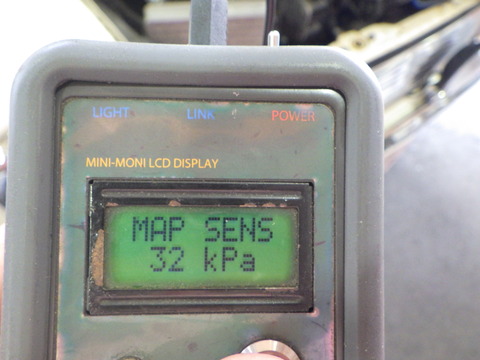 LIGHT LINK POWER
MINI-MONI LCD DISPLAY
MAP SENS
32 kPa